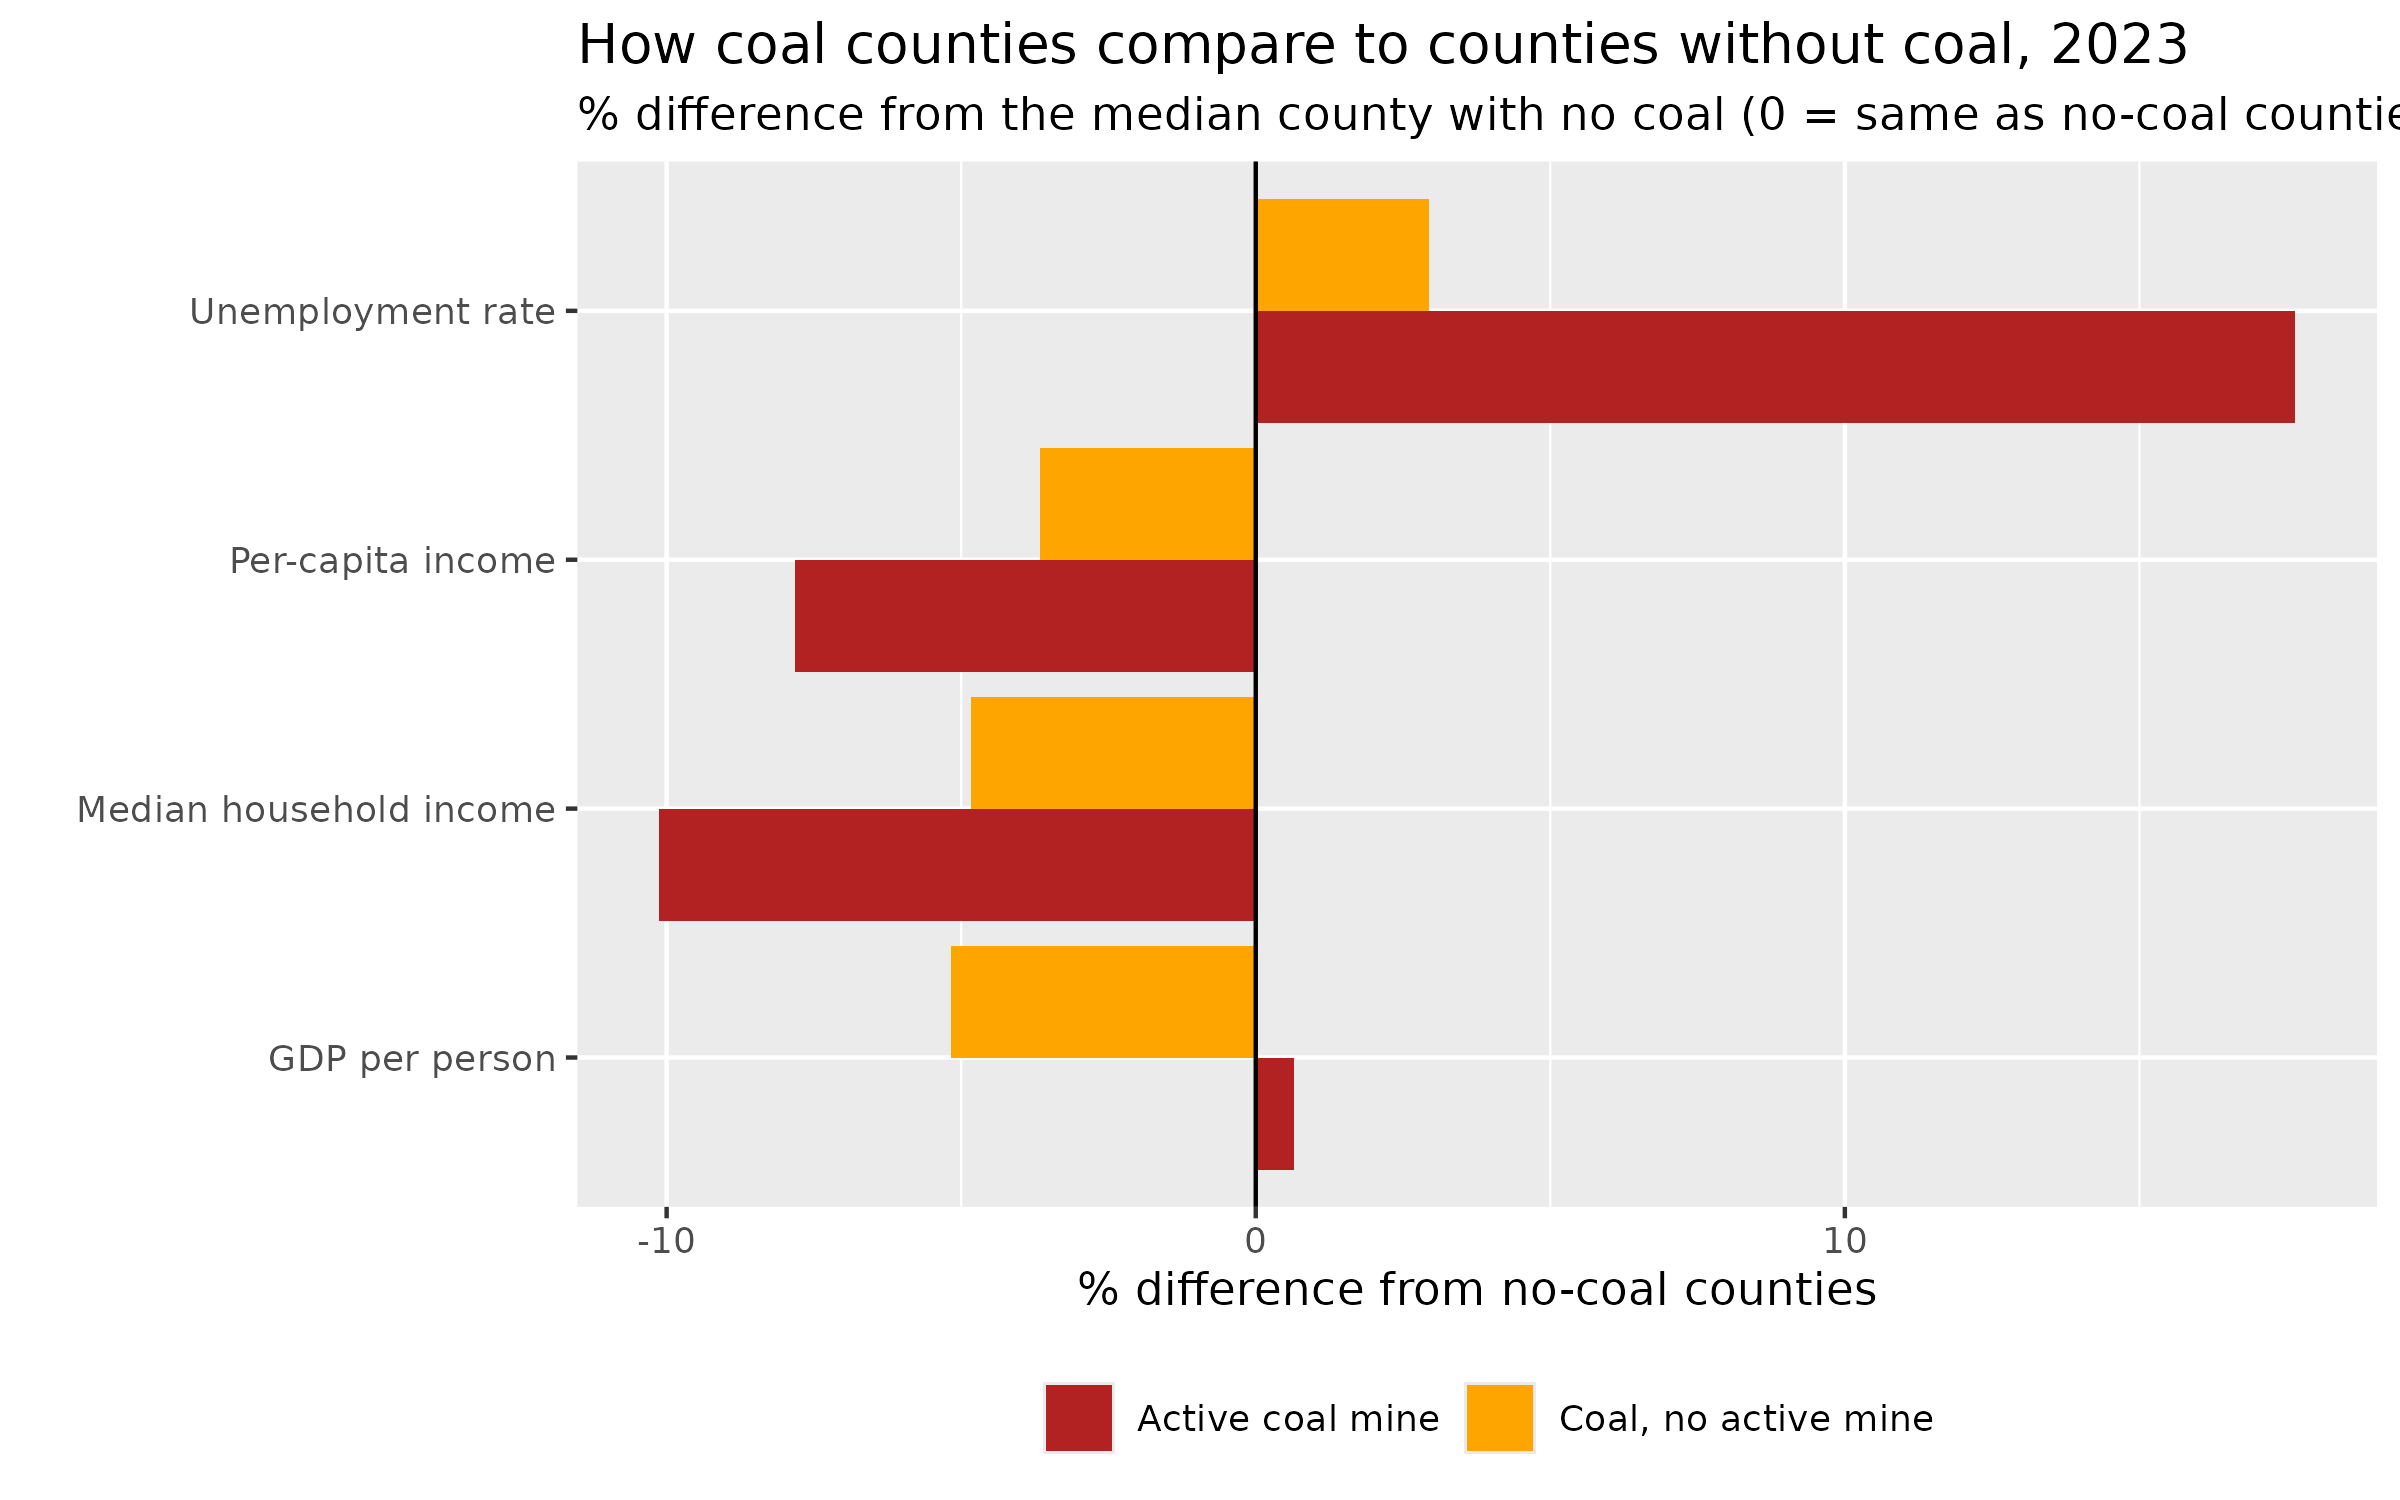 How coal counties compare to counties without coal, 2023
% difference from the median county with no coal (0 = same as no-coal countie
Unemployment rate
Per-capita income
Median household income
GDP per person
-10 0 10
% difference from no-coal counties
Active coal mine Coal, no active mine